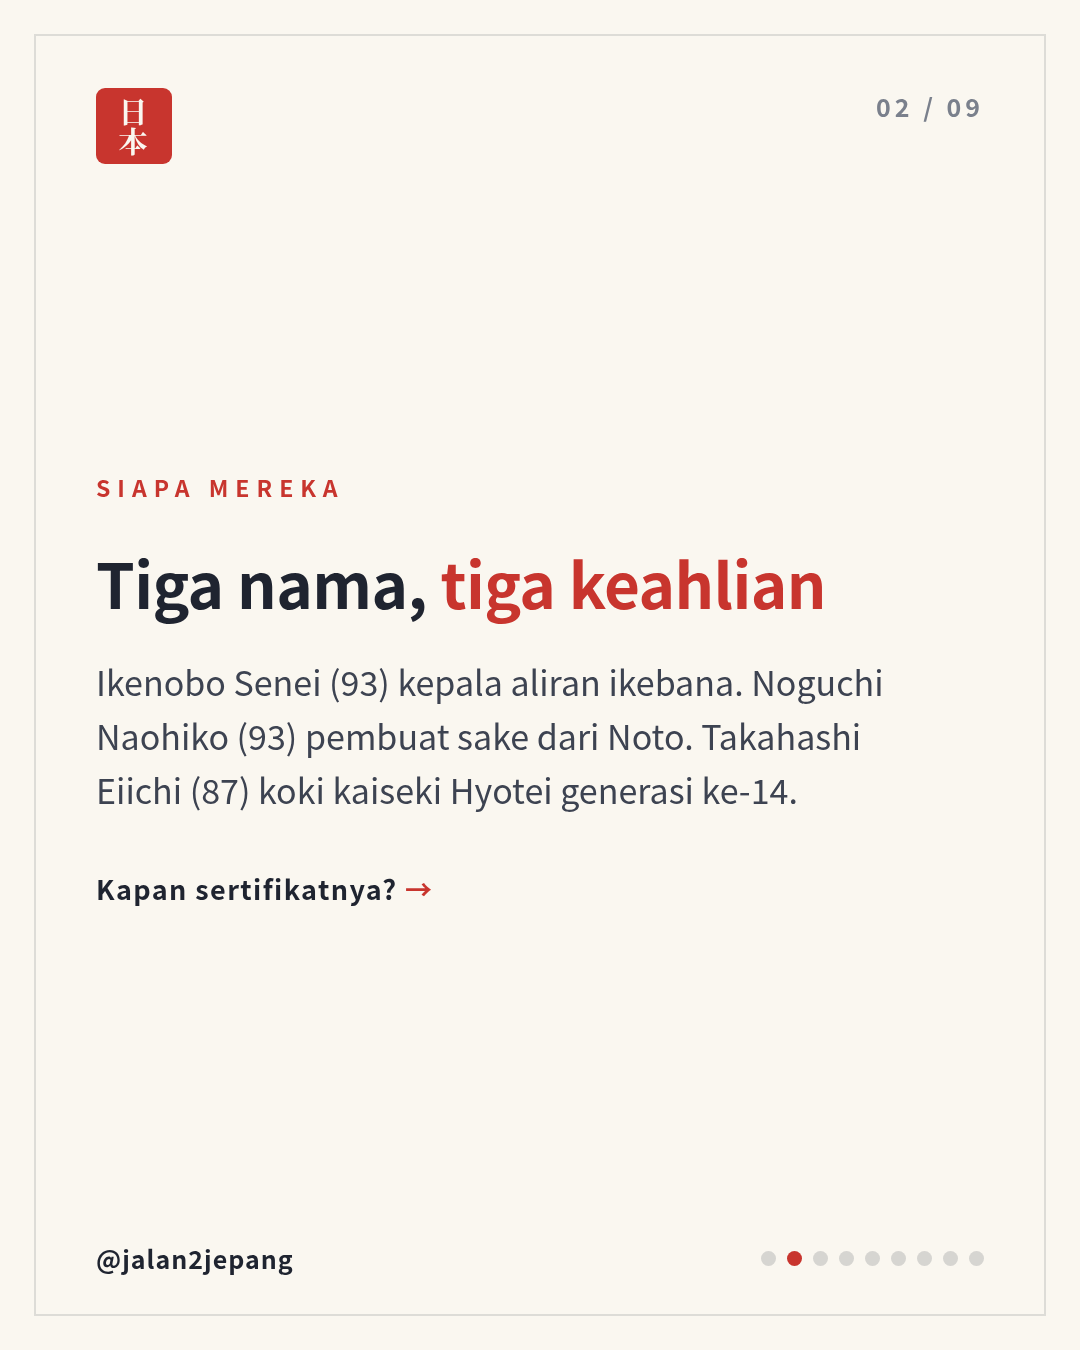 日
本
02 / 09
SIAPA MEREKA
Tiga nama, tiga keahlian
Ikenobo Senei (93) kepala aliran ikebana. Noguchi
Naohiko (93) pembuat sake dari Noto. Takahashi
Eiichi (87) koki kaiseki Hyotei generasi ke-14.
Kapan sertifikatnya? →
@jalan2jepang